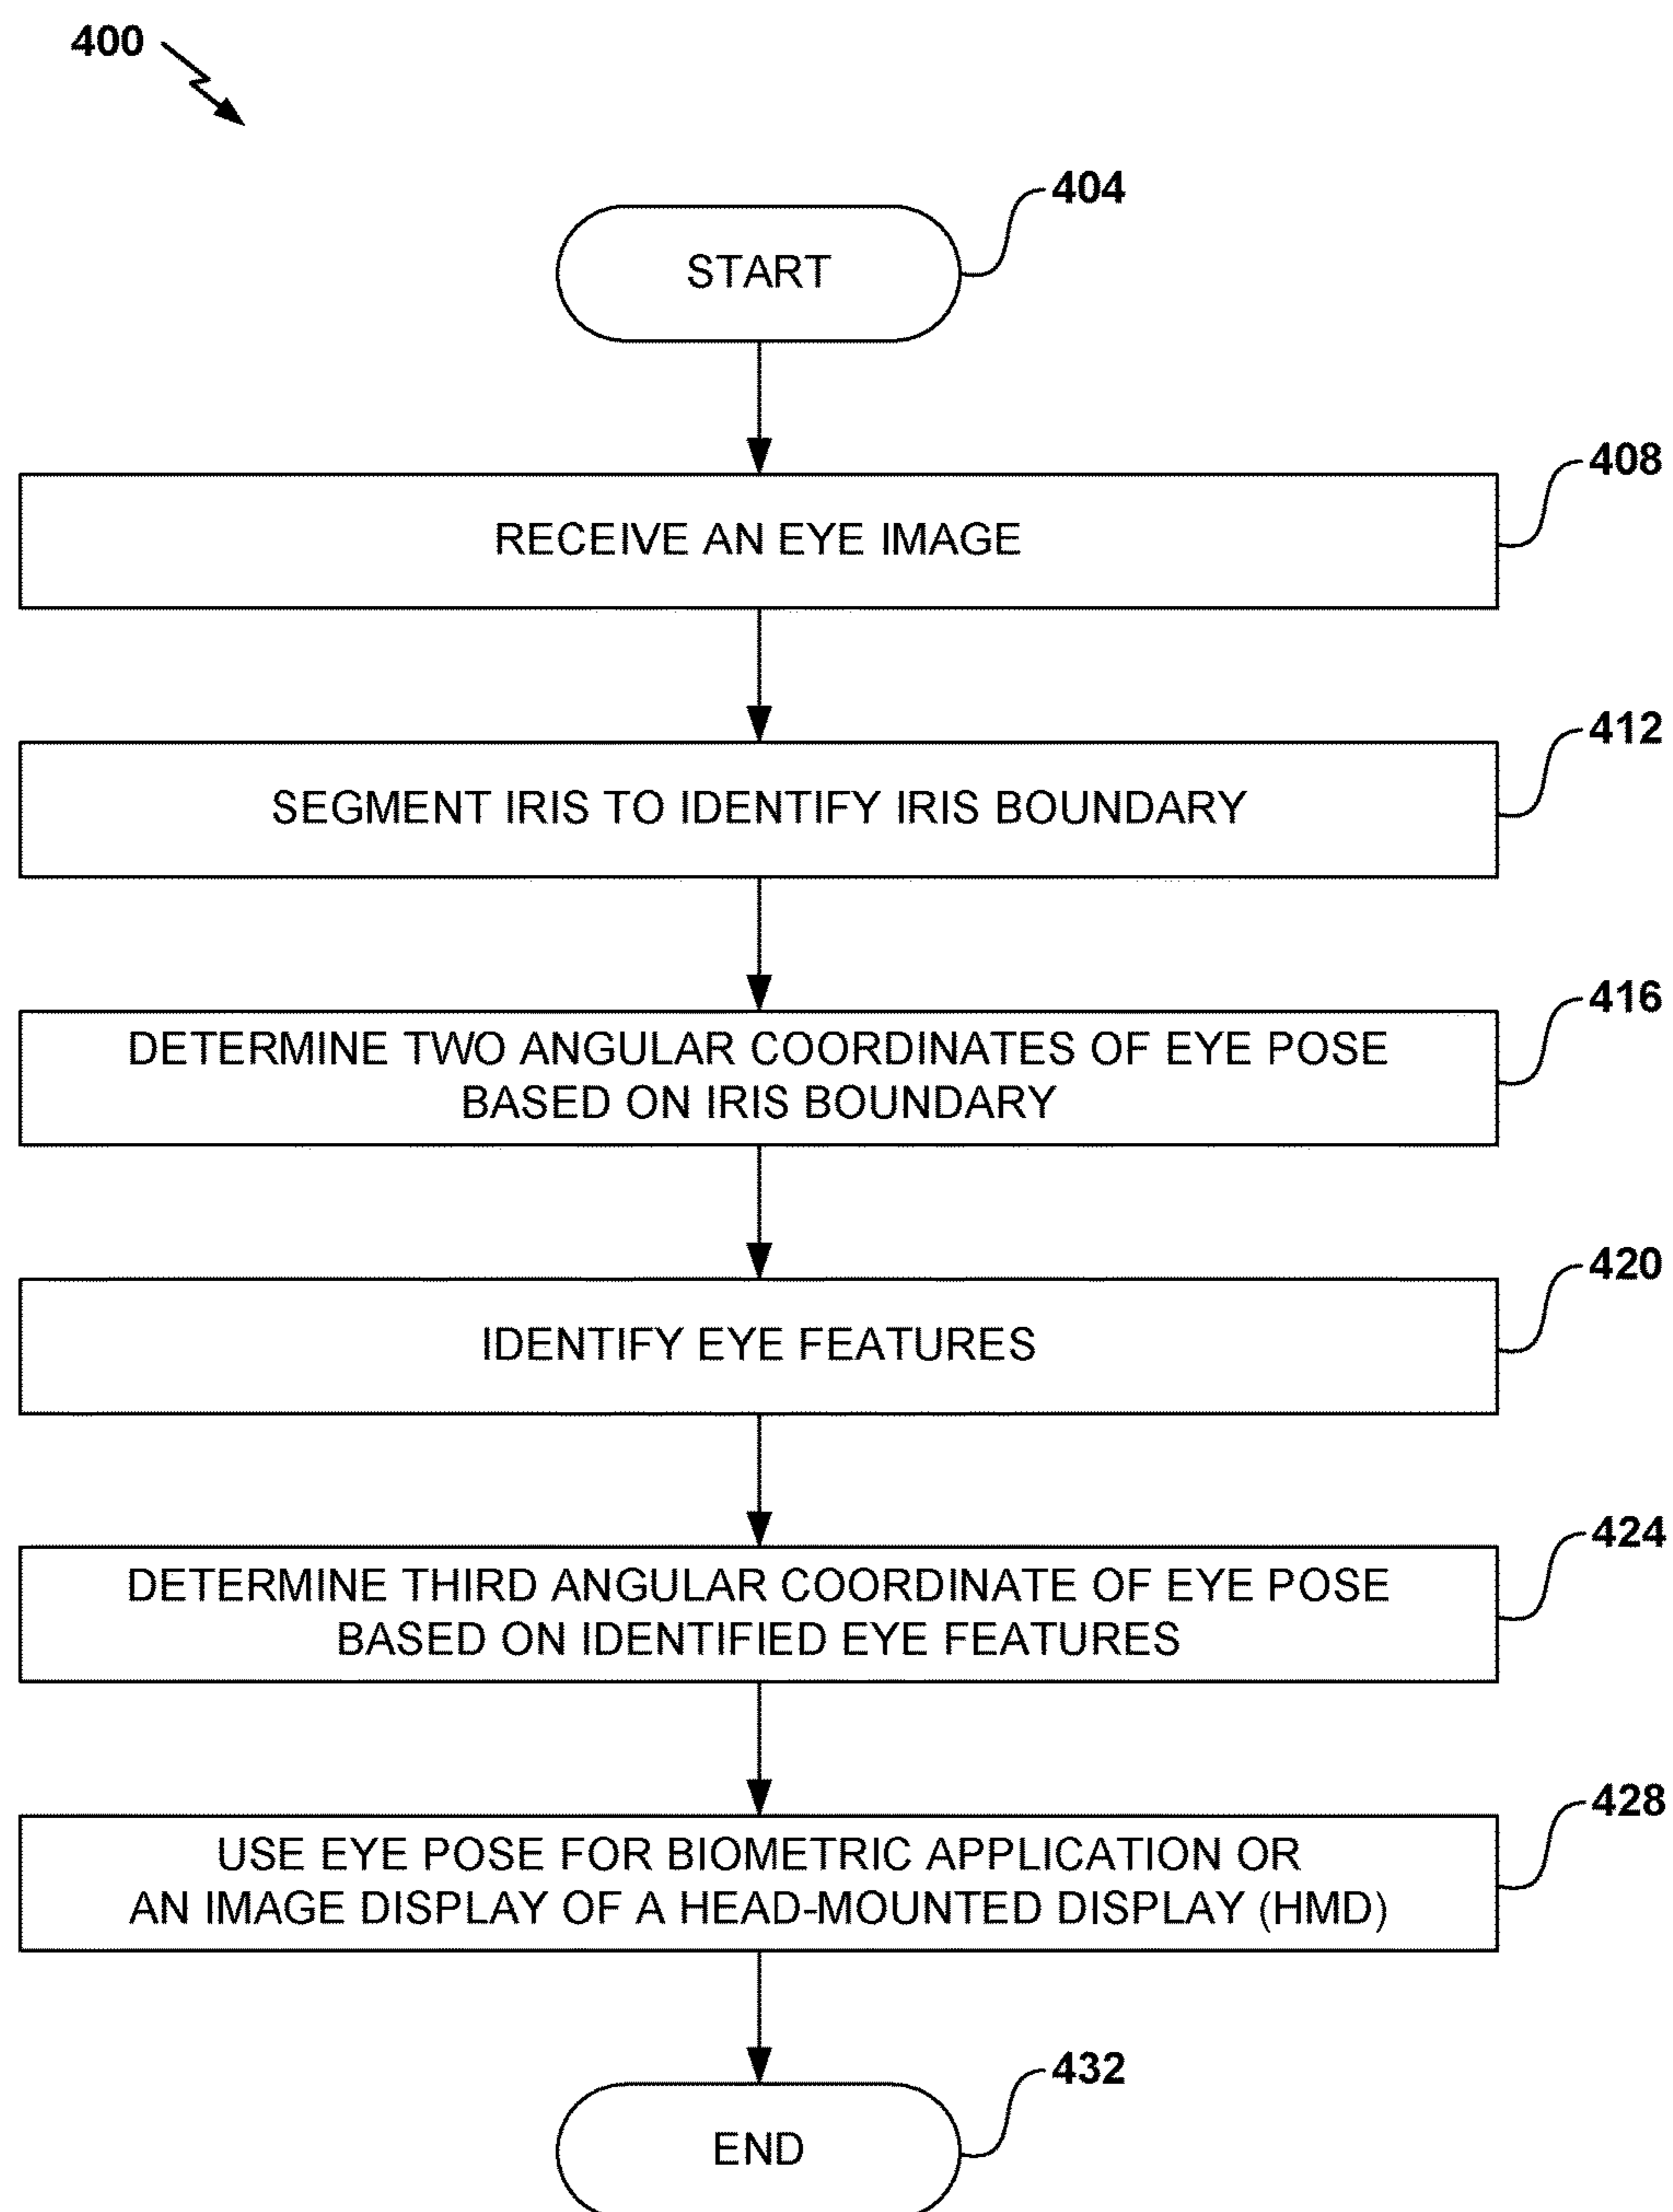 400
404
START
408
RECEIVE AN EYE IMAGE
412
SEGMENT IRIS TO IDENTIFY IRIS BOUNDARY
416
DETERMINE TWO ANGULAR COORDINATES OF EYE POSE
BASED ON IRIS BOUNDARY
420
IDENTIFY EYE FEATURES
424
DETERMINE THIRD ANGULAR COORDINATE OF EYE POSE
BASED ON IDENTIFIED EYE FEATURES
428
USE EYE POSE FOR BIOMETRIC APPLICATION OR
AN IMAGE DISPLAY OF A HEAD-MOUNTED DISPLAY (HMD)
432
END